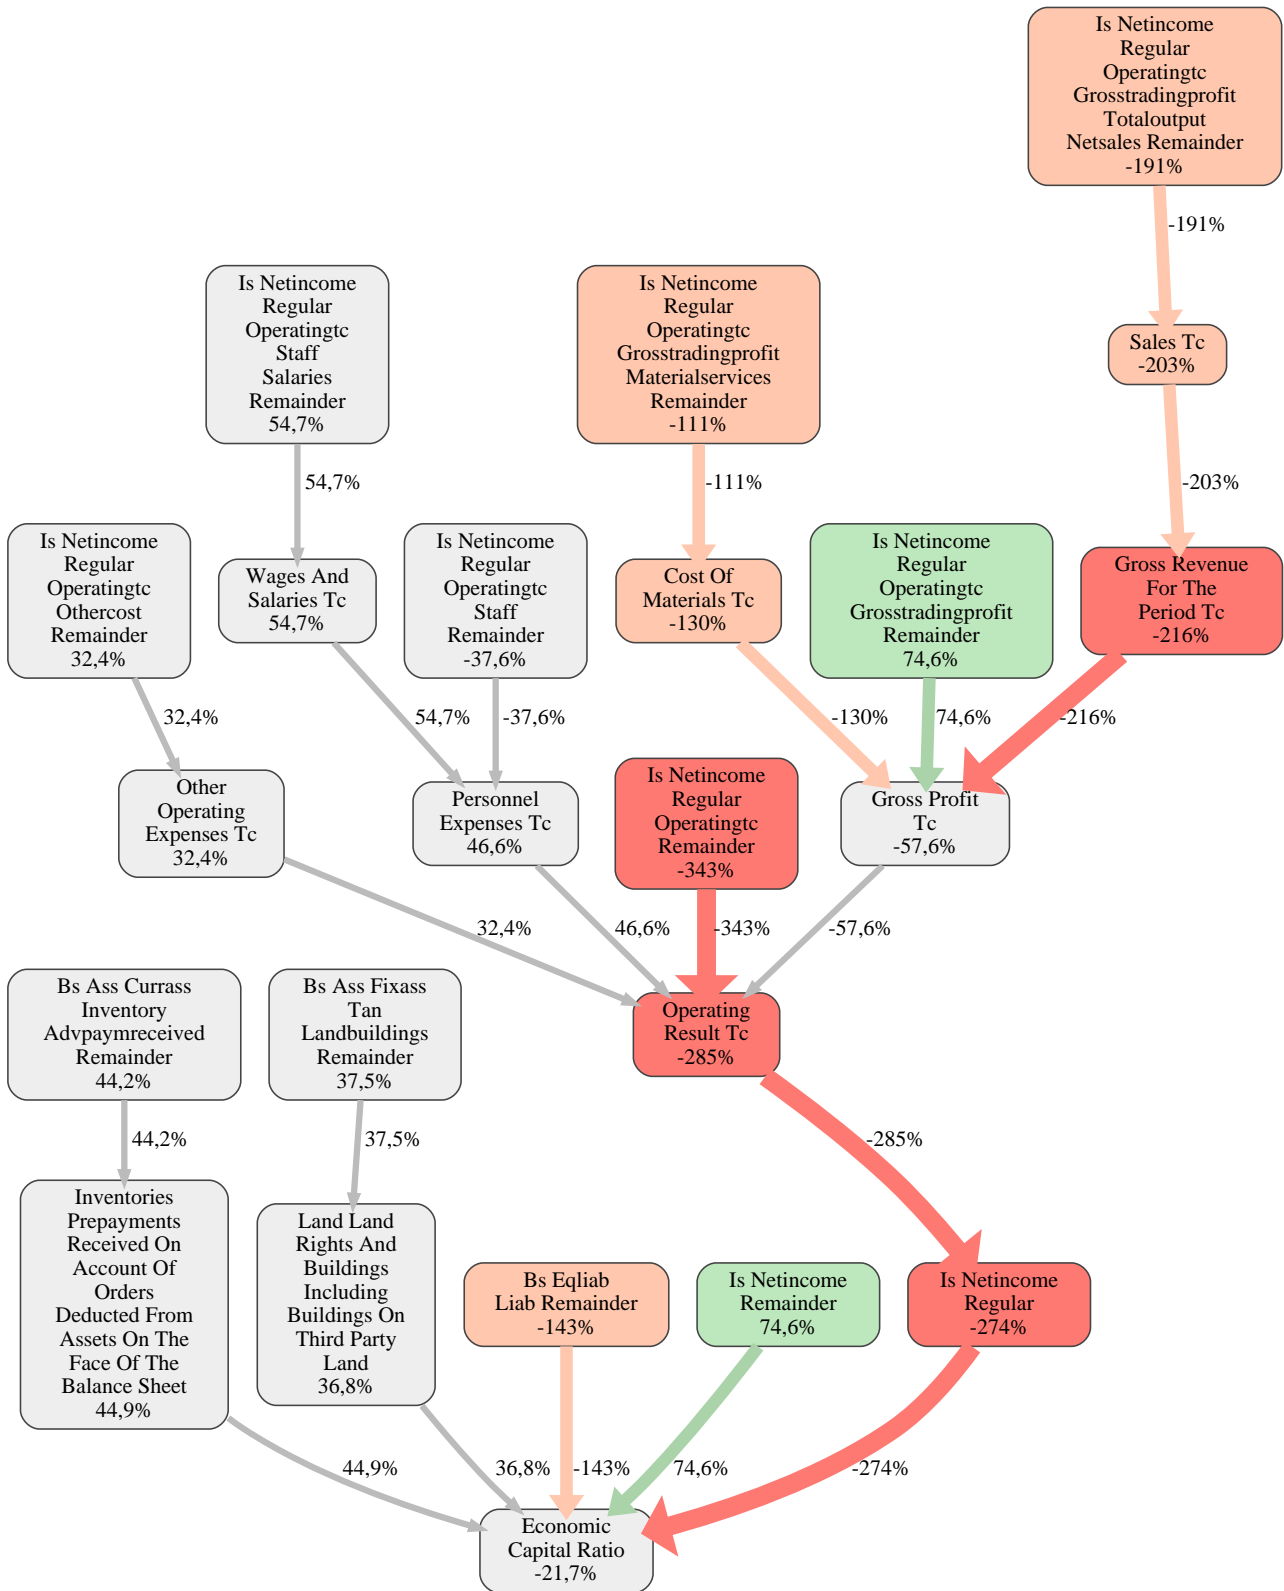 Is Netincome
Regular
Operatingtc
Grosstradingprofit
Totaloutput
Netsales Remainder
-191%
-191%
Is Netincome
Regular
Operatingtc
Staff
Salaries
Remainder
54,7%
Is Netincome
Regular
Operatingtc
Grosstradingprofit
Materialservices
Remainder
-111%
Sales Tc
-203%
54,7%
-111%
-203%
Is Netincome
Regular
Operatingtc
Othercost
Remainder
32,4%
Wages And
Salaries Tc
54,7%
Is Netincome
Regular
Operatingtc
Staff
Remainder
-37,6%
Cost Of
Materials Tc
-130%
Is Netincome
Regular
Operatingtc
Grosstradingprofit
Remainder
74,6%
Gross Revenue
For The
Period Tc
-216%
32,4%
54,7%
-37,6%
-130%
74,6%
-216%
Other
Operating
Expenses Tc
32,4%
Personnel
Expenses Tc
46,6%
Is Netincome
Regular
Operatingtc
Remainder
-343%
Gross Profit
Tc
-57,6%
32,4%
46,6%
-343%
-57,6%
Bs Ass Currass
Inventory
Advpaymreceived
Remainder
44,2%
Bs Ass Fixass
Tan
Landbuildings
Remainder
37,5%
Operating
Result Tc
-285%
44,2%
37,5%
-285%
Inventories
Prepayments
Received On
Account Of
Orders
Deducted From
Assets On The
Face Of The
Balance Sheet
44,9%
Land Land
Rights And
Buildings
Including
Buildings On
Third Party
Land
36,8%
Bs Eqliab
Liab Remainder
-143%
Is Netincome
Remainder
74,6%
Is Netincome
Regular
-274%
44,9%
36,8%
-143%
74,6%
-274%
Economic
Capital Ratio
-21,7%